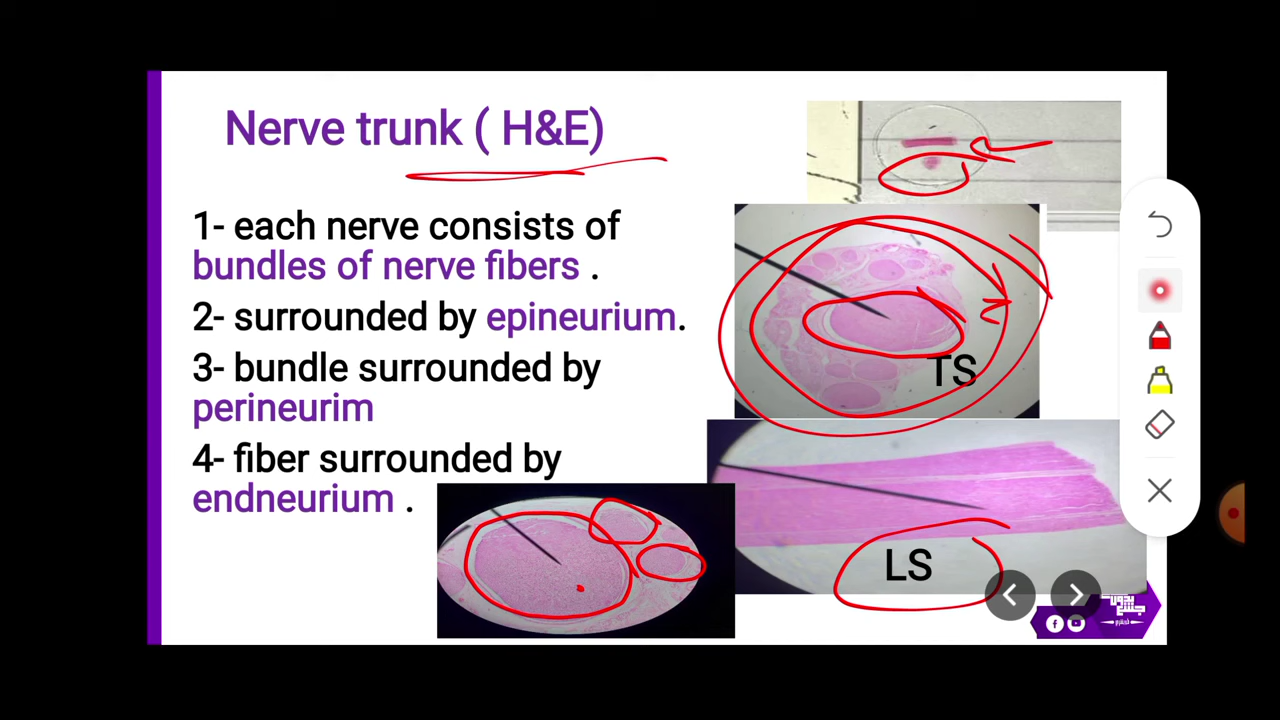 Nerve trunk ( H&E)
1- each nerve consists of
bundles of nerve fibers .
2- surrounded by epineurium.
3- bundle surrounded by
perineurim
4- fiber surrounded by
endneurium .
TS
LS